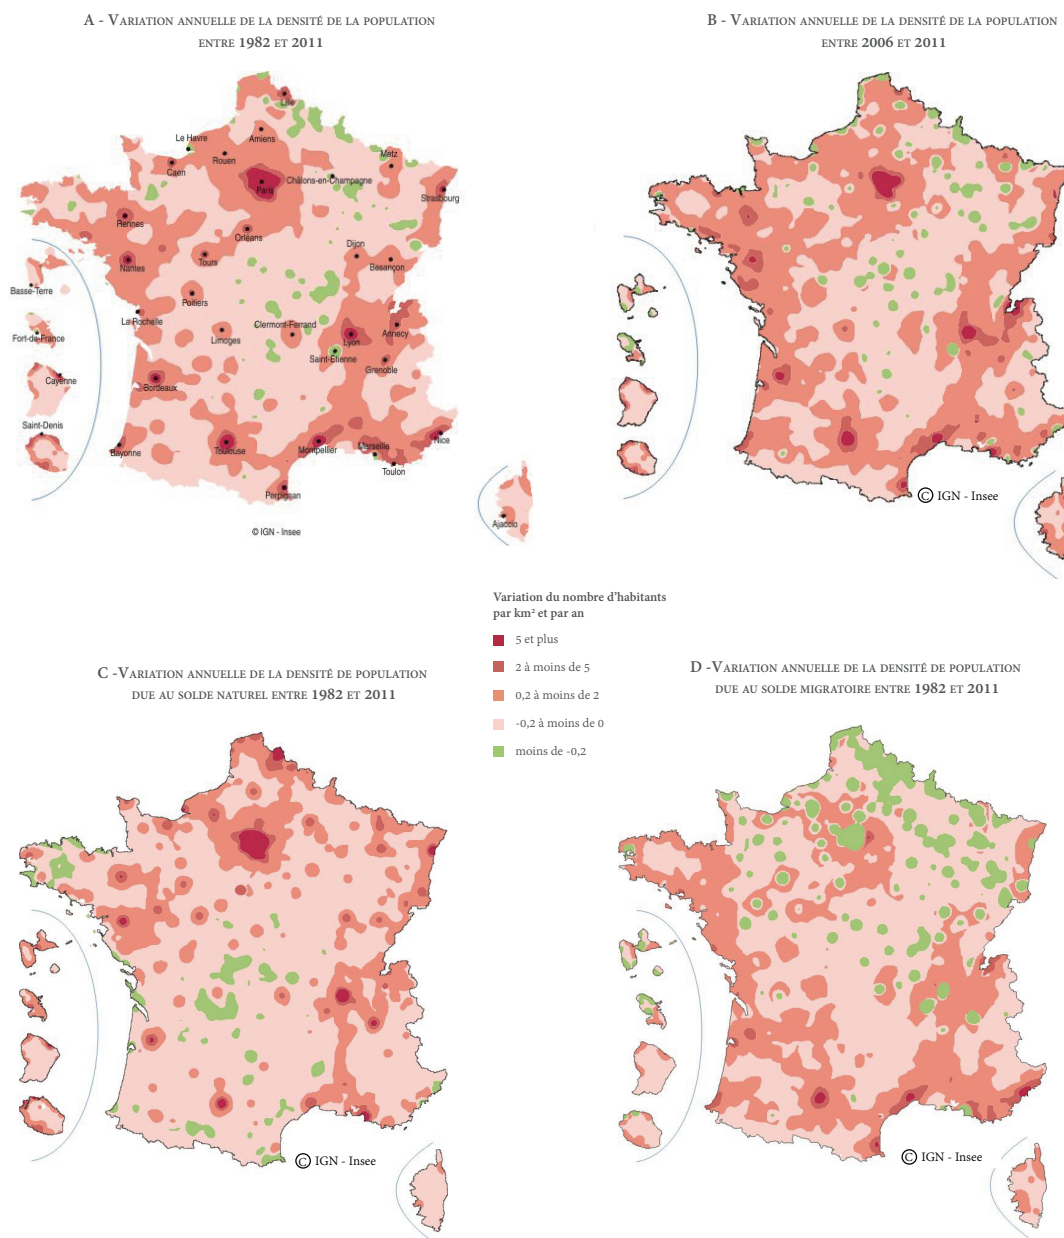 A - Variation annuelle de la densité de la population
entre 1982 et 2011
B - Variation annuelle de la densité de la population
entre 2006 et 2011
Lille
Le Havre
Amiens
Rouen
Caen
Metz
Paris
Châlons-en-Champagne
Strasbourg
Rennes
Orléans
Dijon
Nantes
Tours
Besançon
Basse-Terre
Poitiers
La Rochelle
Clermont-Ferrand
Annecy
Fort-de-France
Limoges
Lyon
Saint-Etienne
Grenoble
Cayenne
Bordeaux
Saint-Denis
Bayonne
Toulouse
Montpellier
Marseille
Nice
Toulon
Perpignan
Ajaccio
© IGN - Insee
© IGN - Insee
Variation du nombre d'habitants
par km² et par an
5 et plus
2 à moins de 5
0,2 à moins de 2
-0,2 à moins de 0
moins de -0,2
C -Variation annuelle de la densité de population
due au solde naturel entre 1982 et 2011
D -Variation annuelle de la densité de population
due au solde migratoire entre 1982 et 2011
© IGN - Insee
© IGN - Insee